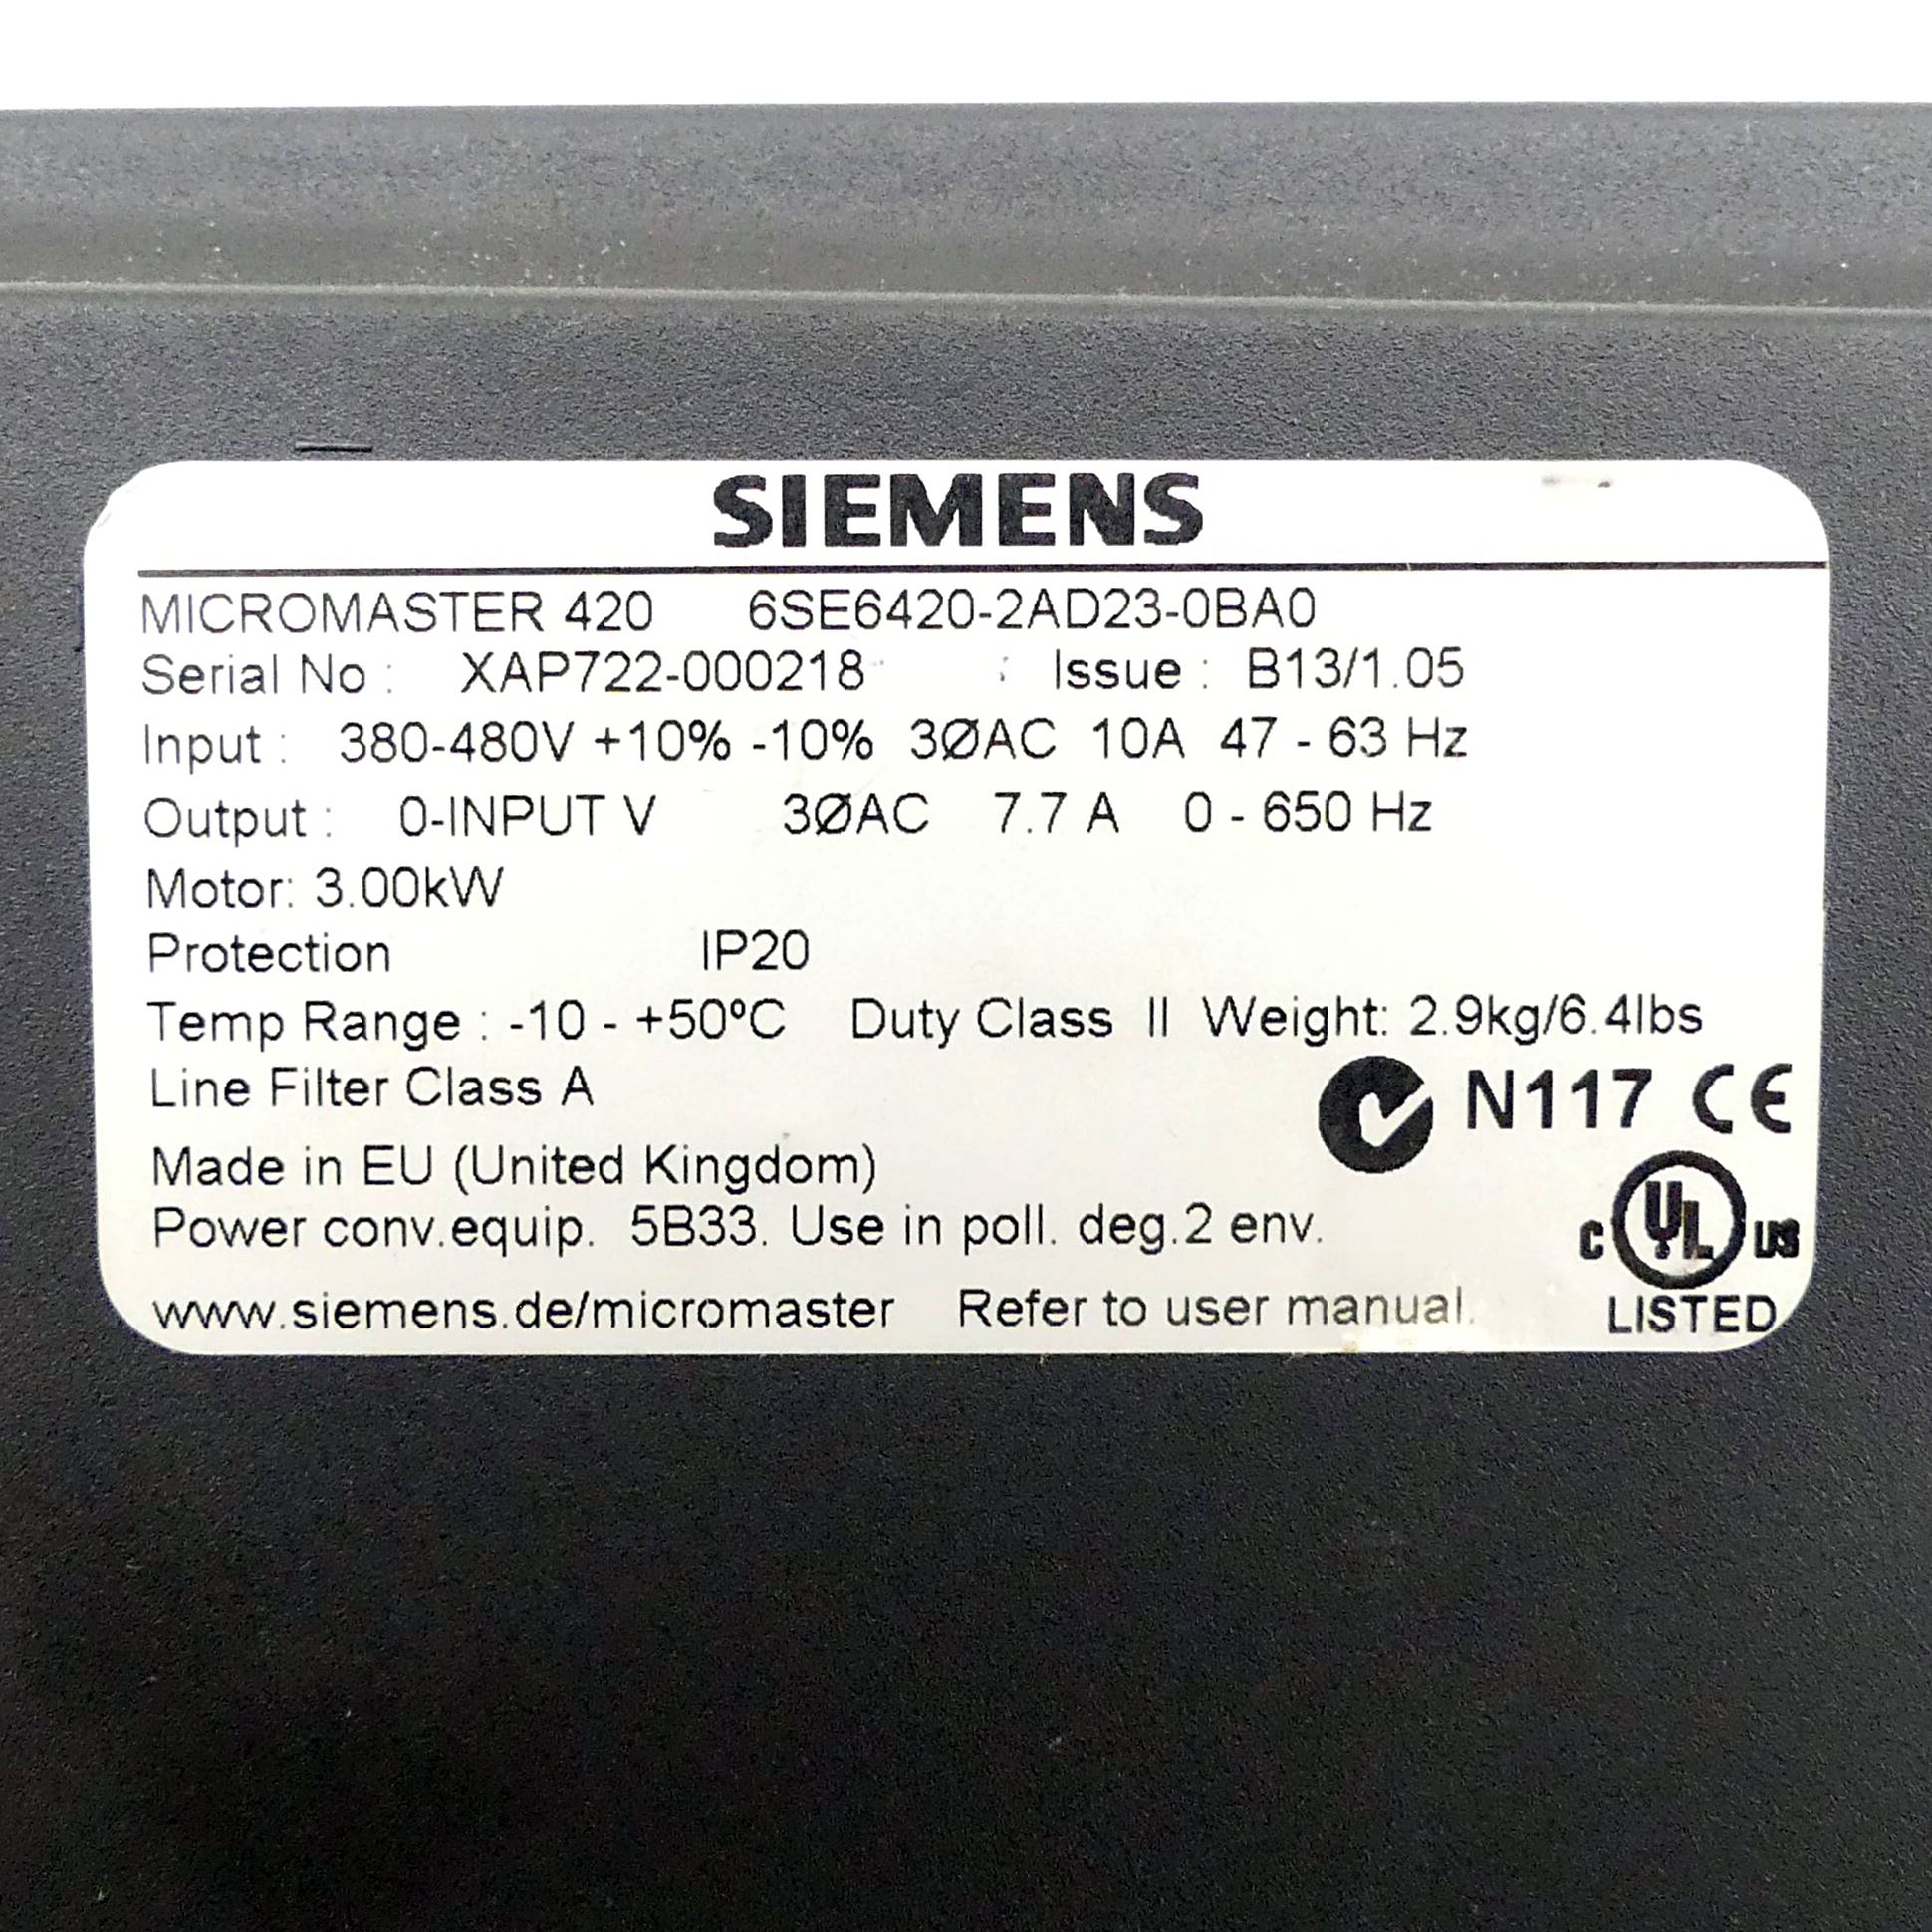 SIEMENS
MICROMASTER 420 6SE6420-2AD23-0BA0
Serial No : XAP722-000218 Issue : B13/1.05
Input : 380-480V +10% -10% 3ØAC 10A 47 - 63 Hz
Output : 0-INPUT V 3ØAC 7.7 A 0 - 650 Hz
Motor: 3.00kW
Protection IP20
Temp Range : -10 - +50ºC Duty Class II Weight: 2.9kg/6.4lbs
Line Filter Class A N117 CE
Made in EU (United Kingdom)
Power conv.equip. 5B33. Use in poll. deg.2 env. C UL US
www.siemens.de/micromaster Refer to user manual. LISTED